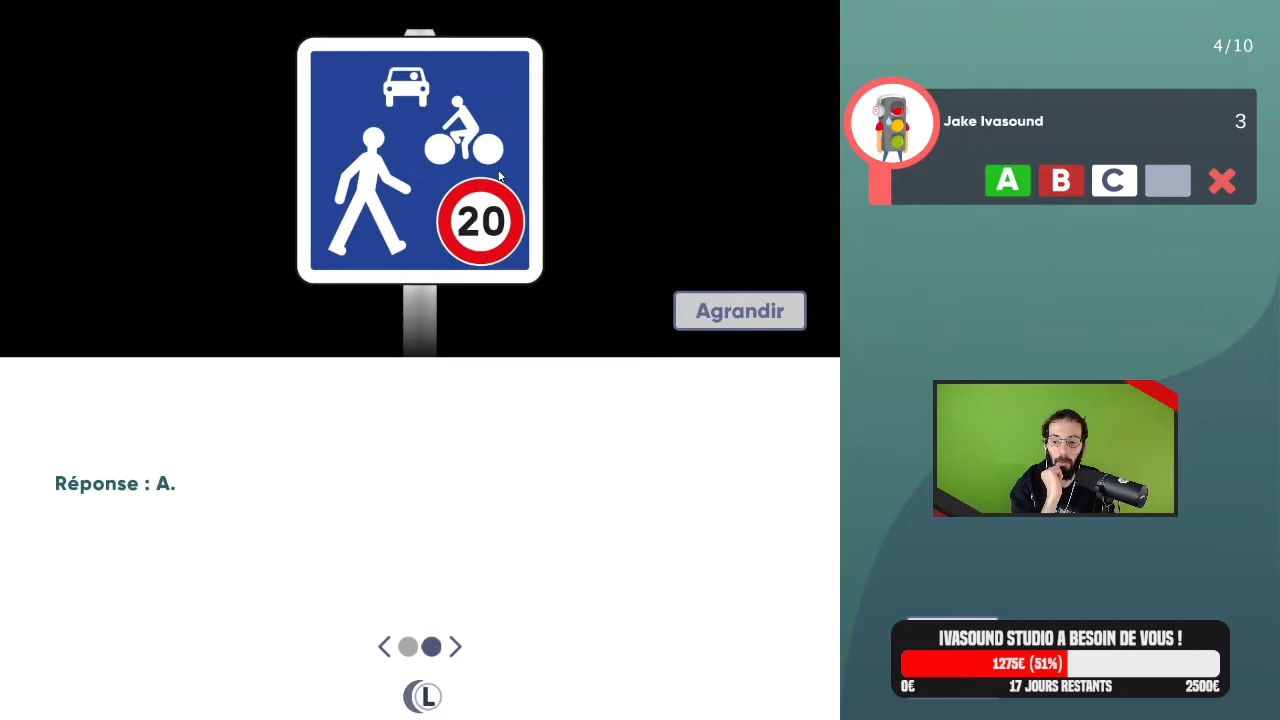 20
Agrandir
Réponse : A.
L
4/10
Jake Ivasound
3
A B C
IVASOUND STUDIO A BESOIN DE VOUS !
1275€ (51%)
0€ 17 JOURS RESTANTS 2500€